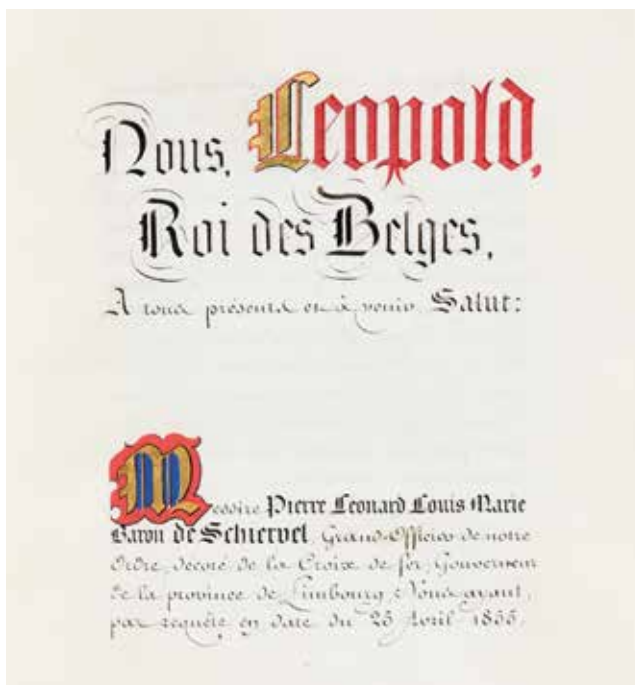 Nous, Leopold,
Roi des Belges,
A tous présents et à venir Salut:
Messire Pierre Leonard Louis Marie
Baron de Schiervel, Grand Officier de notre
Ordre, décoré de la Croix de fer, Gouverneur
de la province de Limbourg Nous ayant,
par requête en date du 25 Avril 1855,